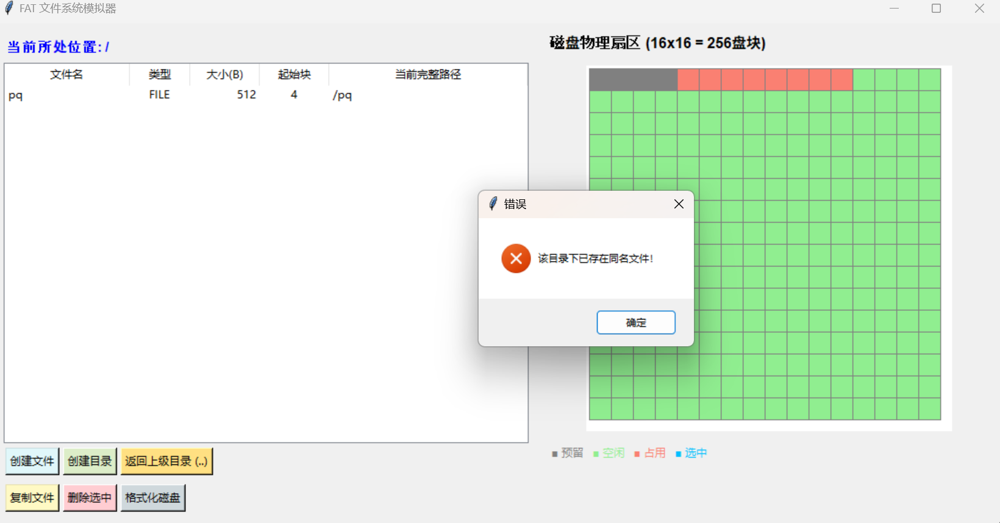 FAT 文件系统模拟器
当前所处位置: /
磁盘物理扇区 (16x16 = 256盘块)
文件名 类型 大小(B) 起始块 当前完整路径
pq FILE 512 4 /pq
错误
该目录下已存在同名文件!
确定
■ 预留 ■ 空闲 ■ 占用 ■ 选中
创建文件 创建目录 返回上级目录 (..)
复制文件 删除选中 格式化磁盘